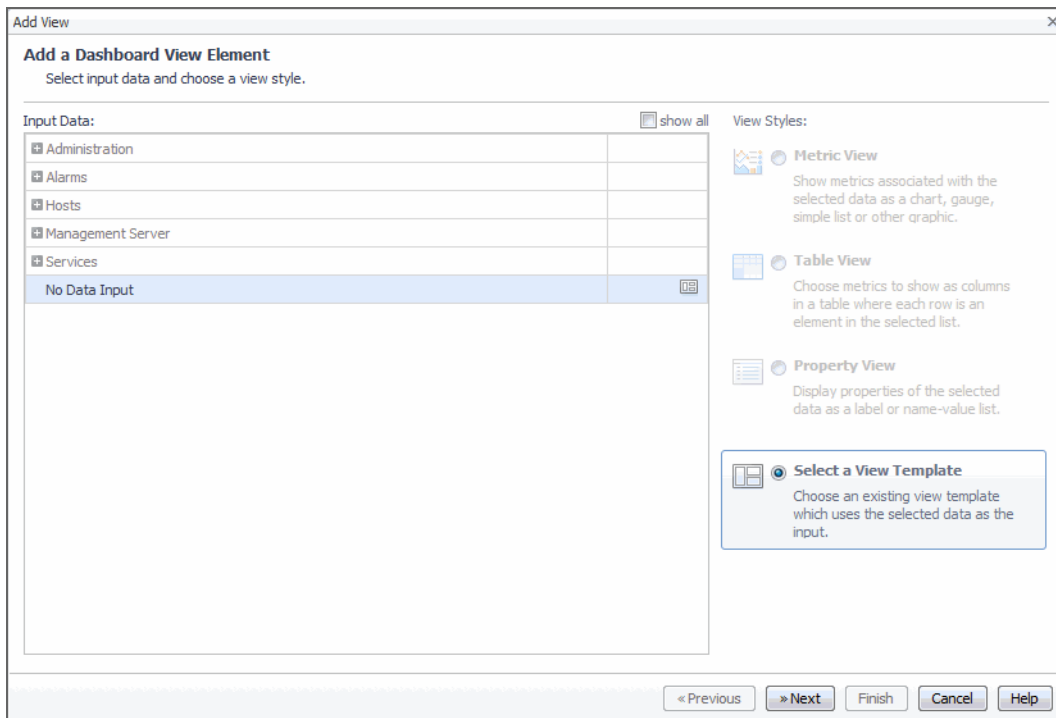 Add View
Add a Dashboard View Element
Select input data and choose a view style.
Input Data:
show all
Administration
Alarms
Hosts
Management Server
Services
No Data Input
View Styles:
Metric View
Show metrics associated with the
selected data as a chart, gauge,
simple list or other graphic.
Table View
Choose metrics to show as columns
in a table where each row is an
element in the selected list.
Property View
Display properties of the selected
data as a label or name-value list.
Select a View Template
Choose an existing view template
which uses the selected data as the
input.
« Previous
» Next
Finish
Cancel
Help